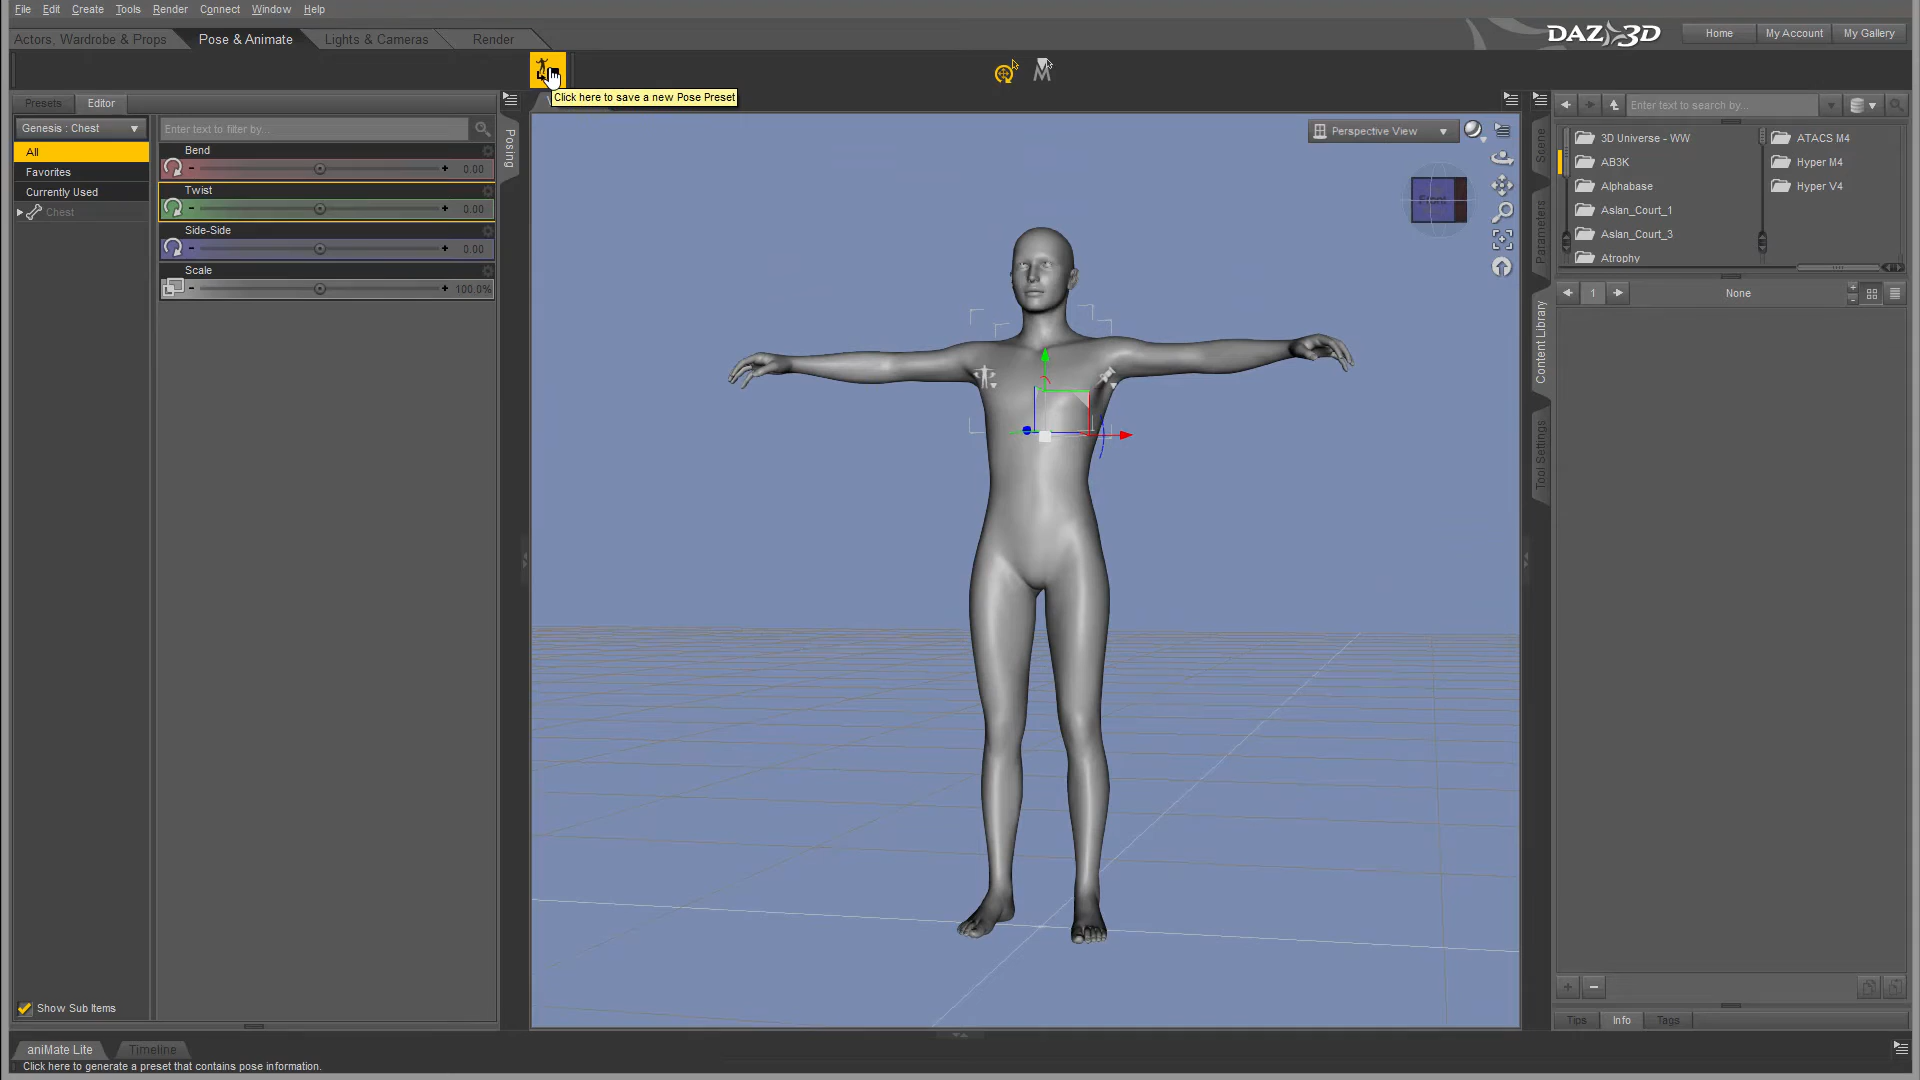 File Edit Create Tools Render Connect Window Help
Actors, Wardrobe & Props Pose & Animate Lights & Cameras Render
DAZ 3D Home My Account My Gallery
Click here to save a new Pose Preset
Presets Editor
Genesis : Chest
Enter text to filter by...
All
Favorites
Currently Used
Chest
Bend
0.00
Twist
0.00
Side-Side
0.00
Scale
100.0%
Posing
Perspective View
Front
Scene
Parameters
Content Library
Tool Settings
Enter text to search by...
3D Universe - WW
AB3K
Alphabase
Aslan_Court_1
Aslan_Court_3
Atrophy
ATACS M4
Hyper M4
Hyper V4
1
None
Show Sub Items
Tips Info Tags
aniMate Lite Timeline
Click here to generate a preset that contains pose information.